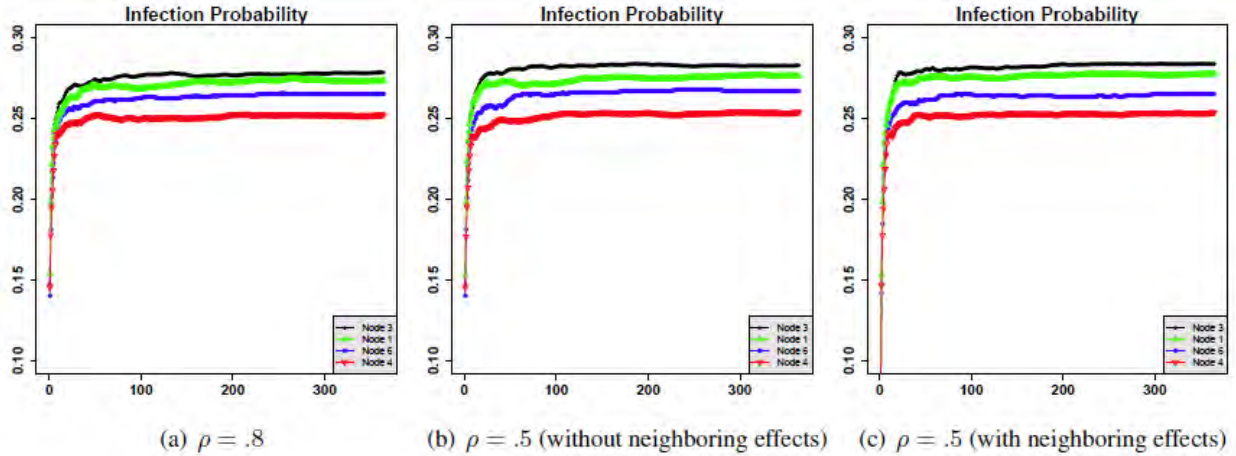 Infection Probability
0.30
0.25
0.20
0.15
0.10
0 100 200 300
Node 3
Node 1
Node 6
Node 4
(a) ρ = .8
Infection Probability
0.30
0.25
0.20
0.15
0.10
0 100 200 300
Node 3
Node 1
Node 6
Node 4
(b) ρ = .5 (without neighboring effects)
Infection Probability
0.30
0.25
0.20
0.15
0.10
0 100 200 300
Node 3
Node 1
Node 6
Node 4
(c) ρ = .5 (with neighboring effects)